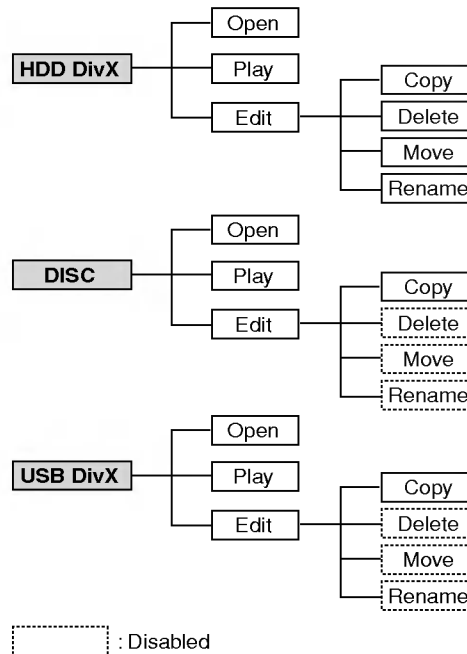 Open
HDD DivX
Play
Edit
Copy
Delete
Move
Rename
Open
DISC
Play
Edit
Copy
Delete
Move
Rename
Open
USB DivX
Play
Edit
Copy
Delete
Move
Rename
: Disabled